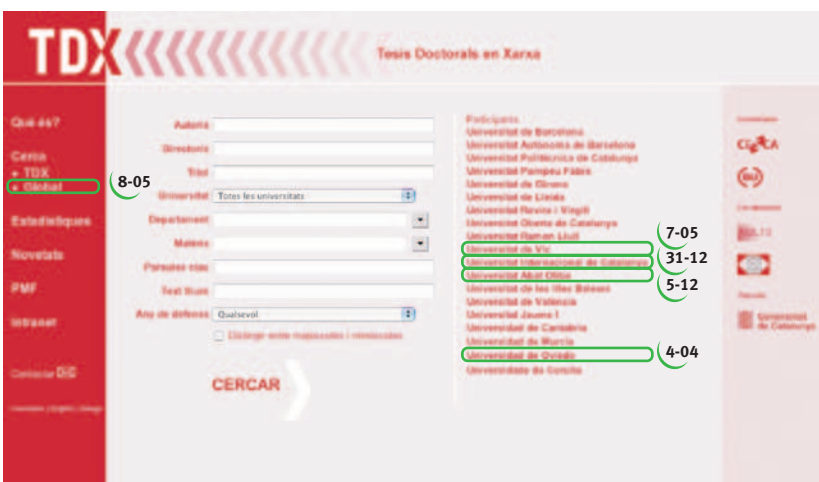 TDX
Tesis Doctorals en Xarxa
Què és?
Cerca
TDX
Global
8-05
Estadístiques
Novetats
PMF
Intranet
Contactar
Autor/a
Director/a
Títol
Universitat Totes les universitats
Departament
Matèria
Paraules clau
Text lliure
Any de defensa Qualsevol
Distingir entre majúscules i minúscules
CERCAR
Participants
Universitat de Barcelona
Universitat Autònoma de Barcelona
Universitat Politècnica de Catalunya
Universitat Pompeu Fabra
Universitat de Girona
Universitat de Lleida
Universitat Rovira i Virgili
Universitat Oberta de Catalunya
Universitat Ramon Llull
Universitat de Vic
7-05
Universitat Internacional de Catalunya
31-12
Universitat Abat Oliba
5-12
Universitat de les Illes Balears
Universitat de València
Universitat Jaume I
Universidad de Cantabria
Universidad de Murcia
Universidad de Oviedo
4-04
Universidade da Coruña
CESCA
Generalitat
de Catalunya